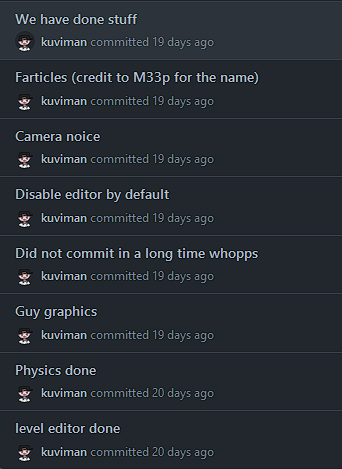 We have done stuff
kuviman committed 19 days ago
Farticles (credit to M33p for the name)
kuviman committed 19 days ago
Camera noice
kuviman committed 19 days ago
Disable editor by default
kuviman committed 19 days ago
Did not commit in a long time whopps
kuviman committed 19 days ago
Guy graphics
kuviman committed 19 days ago
Physics done
kuviman committed 20 days ago
level editor done
kuviman committed 20 days ago